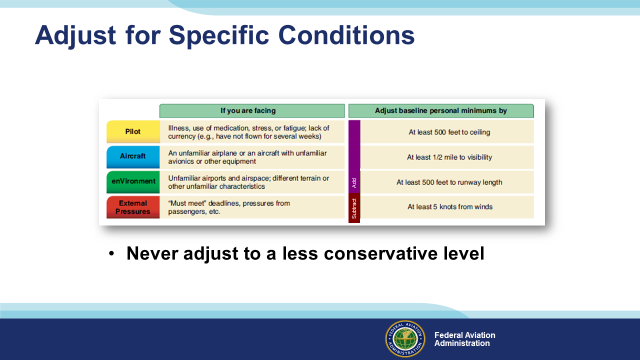 Adjust for Specific Conditions
If you are facing
Adjust baseline personal minimums by
Pilot
Illness, use of medication, stress, or fatigue; lack of
currency (e.g., have not flown for several weeks)
At least 500 feet to ceiling
Aircraft
An unfamiliar airplane or an aircraft with unfamiliar
avionics or other equipment
At least 1/2 mile to visibility
enVironment
Unfamiliar airports and airspace; different terrain or
other unfamiliar characteristics
Add
At least 500 feet to runway length
External
Pressures
“Must meet” deadlines, pressures from
passengers, etc.
Subtract
At least 5 knots from winds
• Never adjust to a less conservative level
Federal Aviation
Administration